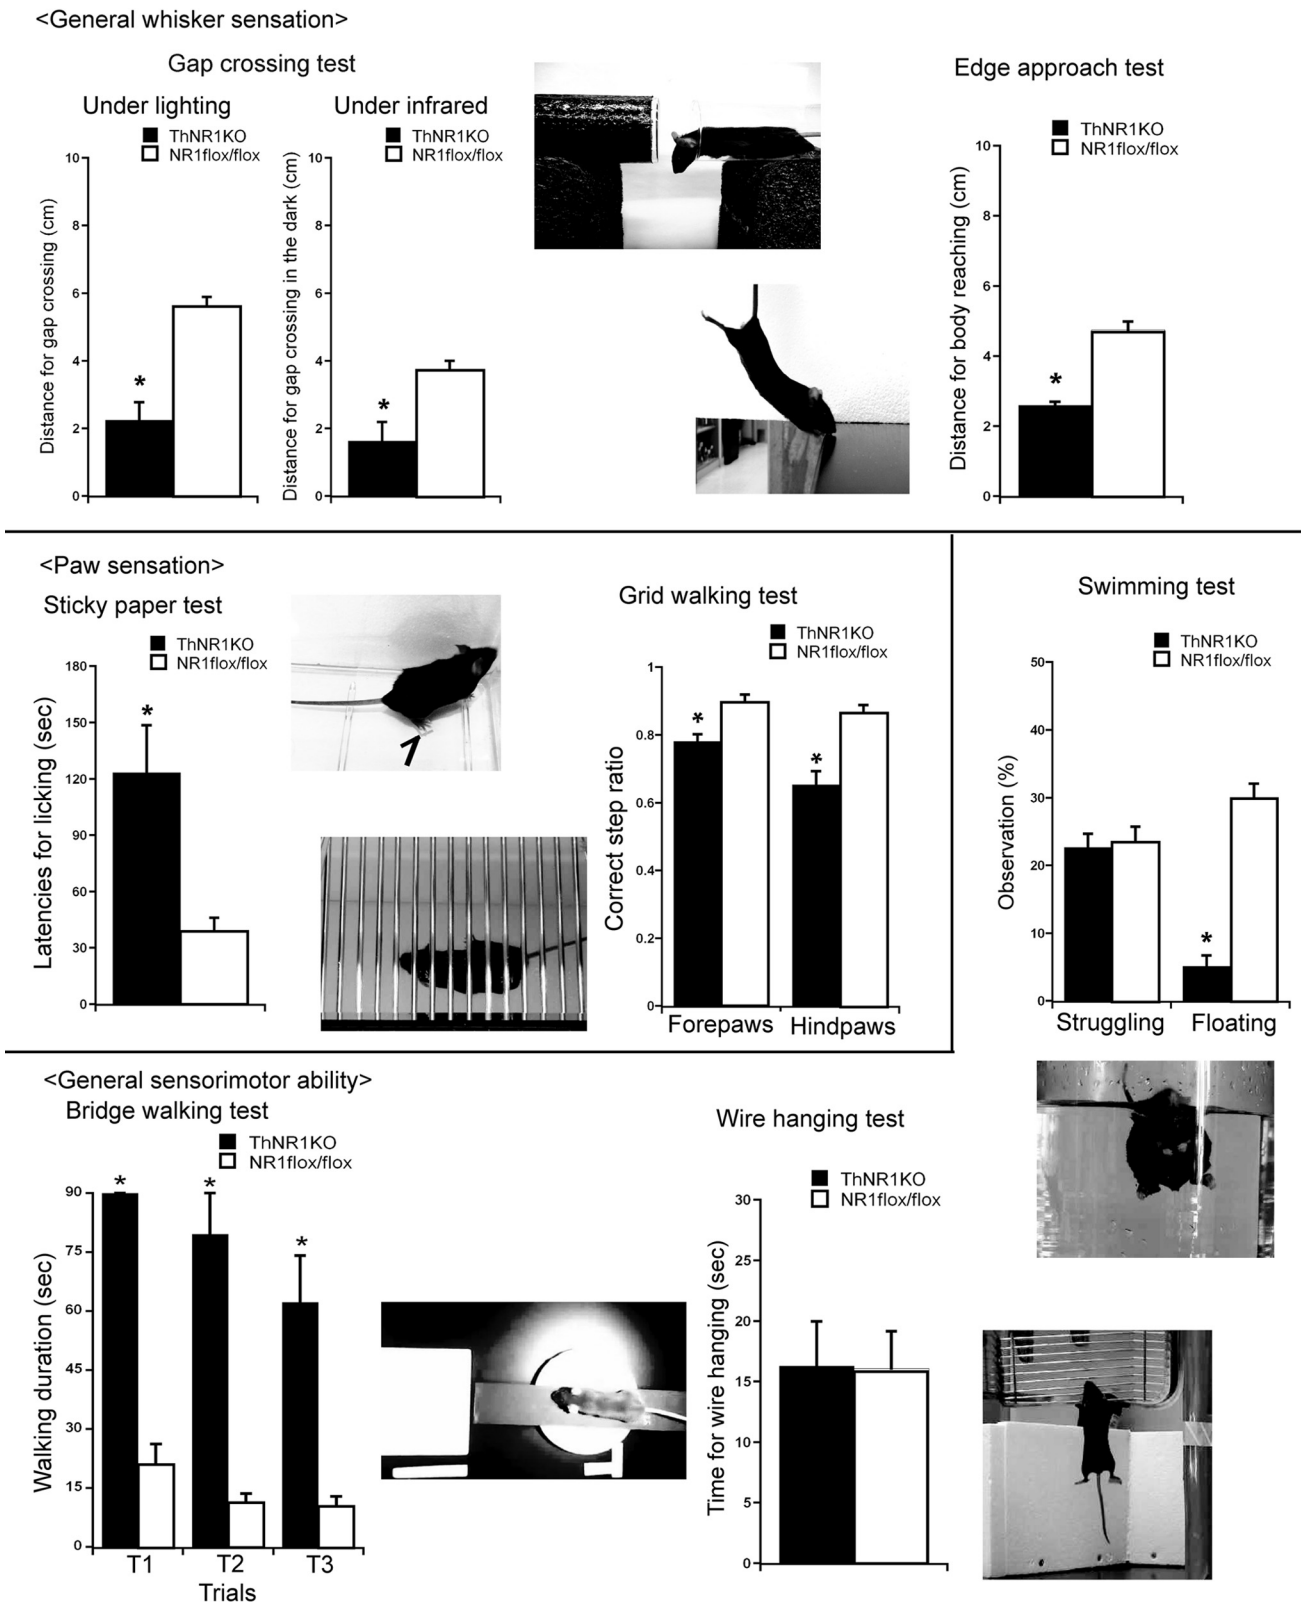 <General whisker sensation>
Gap crossing test
Under lighting
ThNR1KO
NR1flox/flox
Distance for gap crossing (cm)
10
8
6
4
2
0
*
Under infrared
ThNR1KO
NR1flox/flox
Distance for gap crossing in the dark (cm)
10
8
6
4
2
0
*
Edge approach test
ThNR1KO
NR1flox/flox
Distance for body reaching (cm)
10
8
6
4
2
0
*
<Paw sensation>
Sticky paper test
ThNR1KO
NR1flox/flox
Latencies for licking (sec)
180
150
120
90
60
30
0
*
Grid walking test
ThNR1KO
NR1flox/flox
Correct step ratio
1
0.8
0.6
0.4
0.2
0
*
*
Forepaws
Hindpaws
Swimming test
ThNR1KO
NR1flox/flox
Observation (%)
50
40
30
20
10
0
*
Struggling
Floating
<General sensorimotor ability>
Bridge walking test
ThNR1KO
NR1flox/flox
Walking duration (sec)
90
75
60
45
30
15
0
*
*
*
T1
T2
T3
Trials
Wire hanging test
ThNR1KO
NR1flox/flox
Time for wire hanging (sec)
30
25
20
15
10
5
0